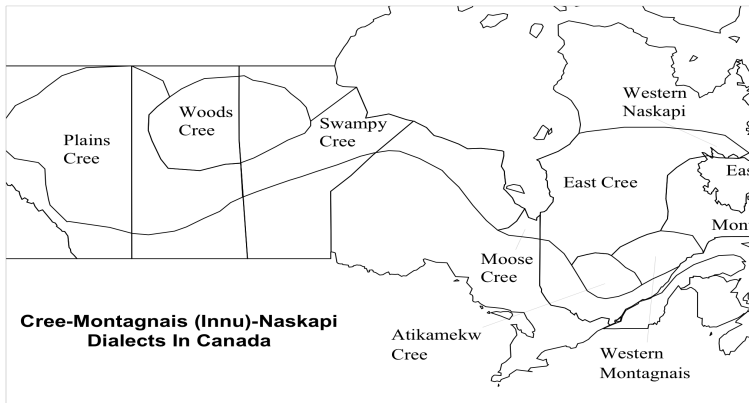 Western
Naskapi
Woods
Cree
Swampy
Cree
Plains
Cree
Eas
East Cree
Mont
Moose
Cree
Cree-Montagnais (Innu)-Naskapi
Dialects In Canada
Atikamekw
Cree
Western
Montagnais